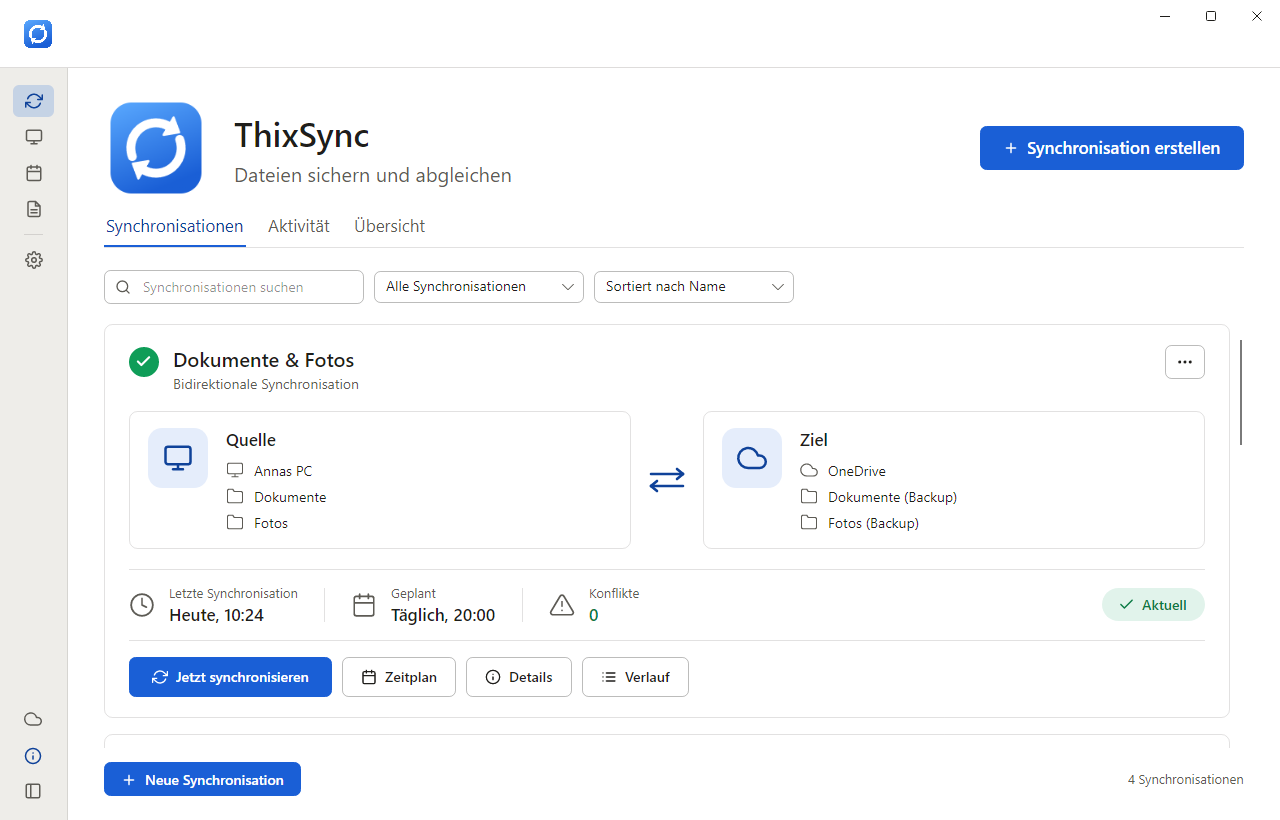 ThixSync
Dateien sichern und abgleichen
+ Synchronisation erstellen
Synchronisationen Aktivität Übersicht
Synchronisationen suchen Alle Synchronisationen Sortiert nach Name
Dokumente & Fotos
Bidirektionale Synchronisation
Quelle
Annas PC
Dokumente
Fotos
Ziel
OneDrive
Dokumente (Backup)
Fotos (Backup)
Letzte Synchronisation
Heute, 10:24
Geplant
Täglich, 20:00
Konflikte
0
Aktuell
Jetzt synchronisieren Zeitplan Details Verlauf
+ Neue Synchronisation
4 Synchronisationen